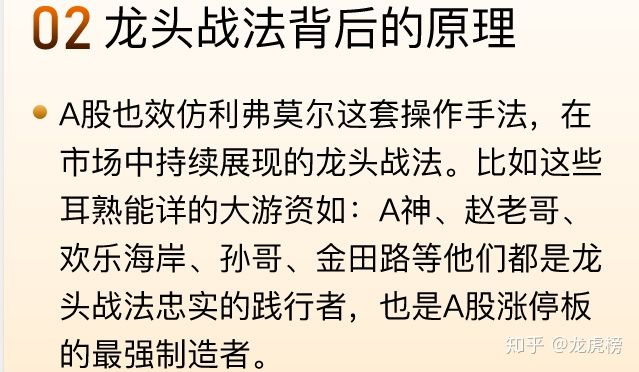 02 龙头战法背后的原理
A股也效仿利弗莫尔这套操作手法，在
市场中持续展现的龙头战法。比如这些
耳熟能详的大游资如：A神、赵老哥、
欢乐海岸、孙哥、金田路等他们都是龙
头战法忠实的践行者，也是A股涨停板
的最强制造者。
知乎 @龙虎榜